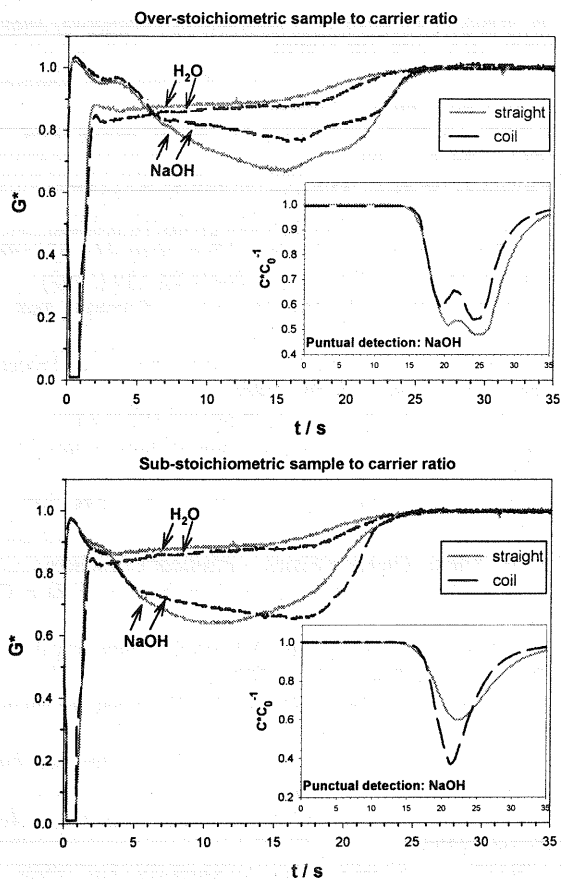 Over-stoichiometric sample to carrier ratio
1.0
0.8
0.6
0.4
0.2
0.0
G*
H2O
NaOH
straight
coil
1.0
0.9
0.8
0.7
0.6
0.5
0.4
C*C0-1
Puntual detection: NaOH
0 5 10 15 20 25 30 35
0 5 10 15 20 25 30 35
t / s
Sub-stoichiometric sample to carrier ratio
1.0
0.8
0.6
0.4
0.2
0.0
G*
H2O
NaOH
straight
coil
1.0
0.8
0.6
0.4
0.2
C*C0-1
Punctual detection: NaOH
0 5 10 15 20 25 30 35
0 5 10 15 20 25 30 35
t / s